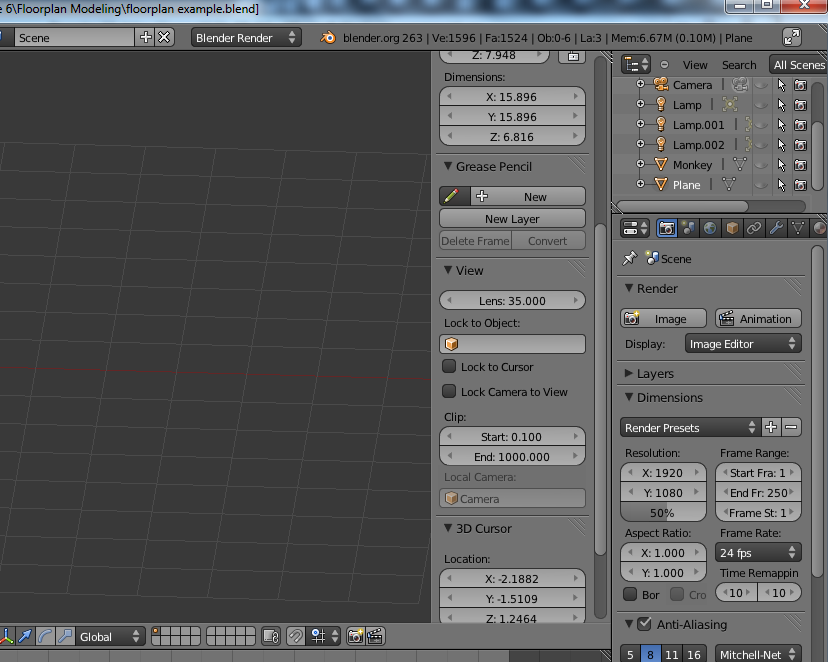 e 6\Floorplan Modeling\floorplan example.blend]
Scene
Blender Render
blender.org 263 | Ve:1596 | Fa:1524 | Ob:0-6 | La:3 | Mem:6.67M (0.10M) | Plane
Z: 7.948
Dimensions:
X: 15.896
Y: 15.896
Z: 6.816
Grease Pencil
New
New Layer
Delete Frame
Convert
View
Lens: 35.000
Lock to Object:
Lock to Cursor
Lock Camera to View
Clip:
Start: 0.100
End: 1000.000
Local Camera:
Camera
3D Cursor
Location:
X: -2.1882
Y: -1.5109
Z: 1.2464
Global
View
Search
All Scenes
Camera
Lamp
Lamp.001
Lamp.002
Monkey
Plane
Scene
Render
Image
Animation
Display:
Image Editor
Layers
Dimensions
Render Presets
Resolution:
Frame Range:
X: 1920
Start Fra: 1
Y: 1080
End Fr: 250
50%
Frame St: 1
Aspect Ratio:
Frame Rate:
X: 1.000
24 fps
Y: 1.000
Time Remappin
Bor
Cro
10
10
Anti-Aliasing
5
8
11
16
Mitchell-Net